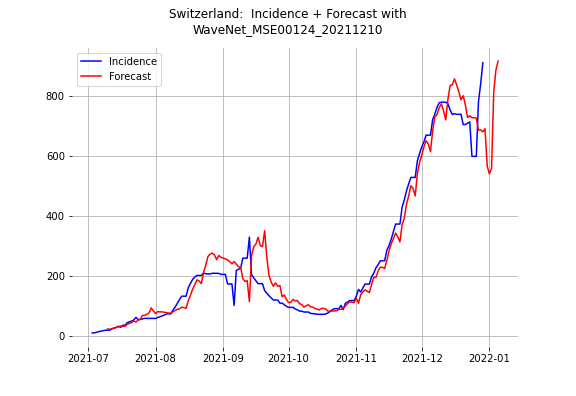 Switzerland:  Incidence + Forecast with
WaveNet_MSE00124_20211210
Incidence
Forecast
800
600
400
200
0
2021-07 2021-08 2021-09 2021-10 2021-11 2021-12 2022-01